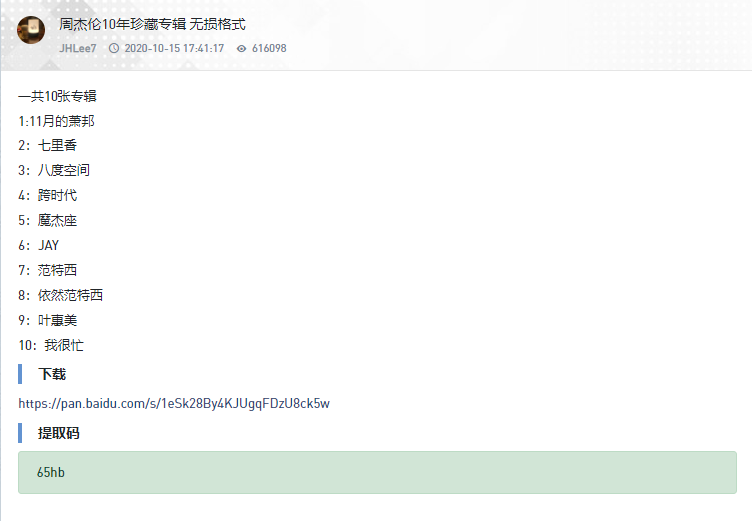 周杰伦10年珍藏专辑 无损格式
JHLee7 2020-10-15 17:41:17 616098
一共10张专辑
1:11月的萧邦
2：七里香
3：八度空间
4：跨时代
5：魔杰座
6：JAY
7：范特西
8：依然范特西
9：叶惠美
10：我很忙
下载
https://pan.baidu.com/s/1eSk28By4KJUgqFDzU8ck5w
提取码
65hb